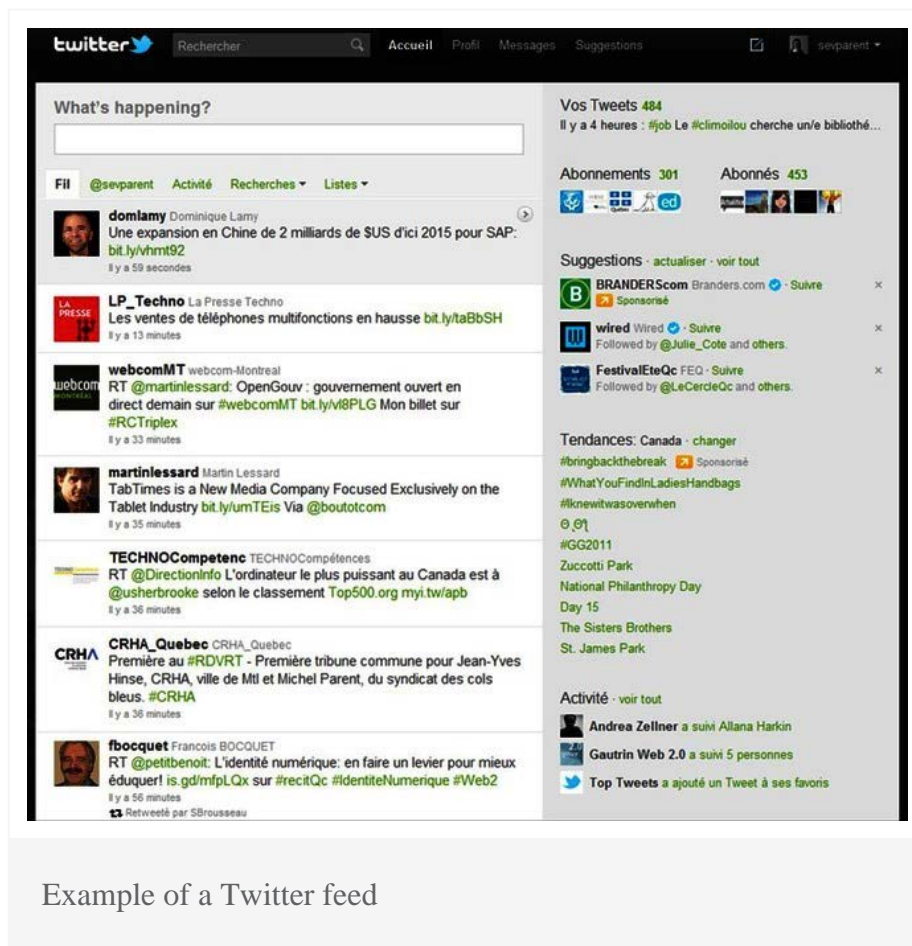 twitter Rechercher Accueil Profil Messages Suggestions sevparent
What's happening?
Fil @sevparent Activité Recherches Listes
domlamy Dominique Lamy
Une expansion en Chine de 2 milliards de $US d'ici 2015 pour SAP:
bit.ly/vhmt92
Il y a 59 secondes
LA PRESSE
LP_Techno La Presse Techno
Les ventes de téléphones multifonctions en hausse bit.ly/taBbSH
Il y a 13 minutes
webcom
MONTRÉAL
webcomMT webcom-Montreal
RT @martinlessard: OpenGouv : gouvernement ouvert en
direct demain sur #webcomMT bit.ly/vl8PLG Mon billet sur
#RCTriplex
Il y a 33 minutes
martinlessard Martin Lessard
TabTimes is a New Media Company Focused Exclusively on the
Tablet Industry bit.ly/umTEis Via @boutotcom
Il y a 35 minutes
TECHNOCompetenc TECHNOCompétences
RT @DirectionInfo L'ordinateur le plus puissant au Canada est à
@usherbrooke selon le classement Top500.org myi.tw/apb
Il y a 36 minutes
CRHA
CRHA_Quebec CRHA_Quebec
Première au #RDVRT - Première tribune commune pour Jean-Yves
Hinse, CRHA, ville de Mtl et Michel Parent, du syndicat des cols
bleus. #CRHA
Il y a 36 minutes
fbocquet Francois BOCQUET
RT @petitbenoit: L'identité numérique: en faire un levier pour mieux
éduquer! is.gd/mfpLQx sur #recitQc #IdentiteNumerique #Web2
Il y a 56 minutes
Retweeté par SBrousseau
Vos Tweets 484
Il y a 4 heures : #job Le #climoilou cherche un/e bibliothé...
Abonnements 301 Abonnés 453
ed
Suggestions · actualiser · voir tout
B
BRANDERScom Branders.com · Suivre ×
Sponsorisé
wired Wired · Suivre ×
Followed by @Julie_Cote and others.
FestivalEteQc FEQ · Suivre ×
Followed by @LeCercleQc and others.
Tendances: Canada · changer
#bringbackthebreak Sponsorisé
#WhatYouFindInLadiesHandbags
#Iknewitwasoverwhen
#GG2011
Zuccotti Park
National Philanthropy Day
Day 15
The Sisters Brothers
St. James Park
Activité · voir tout
Andrea Zellner a suivi Allana Harkin
Gautrin Web 2.0 a suivi 5 personnes
Top Tweets a ajouté un Tweet à ses favoris
Example of a Twitter feed